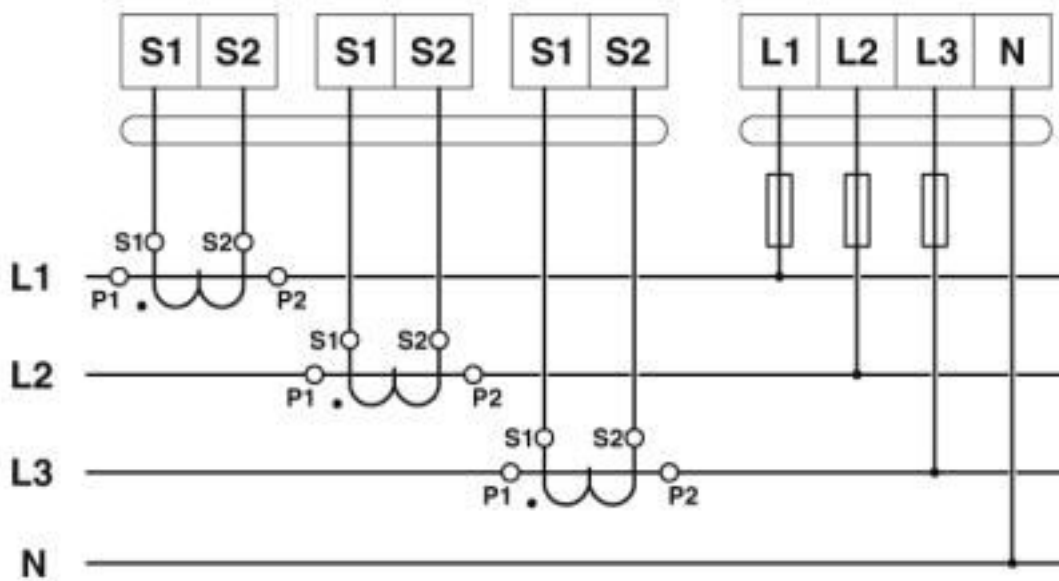 S1 S2 S1 S2 S1 S2 L1 L2 L3 N
S1 S2
L1
P1 P2
S1 S2
L2
P1 P2
S1 S2
L3
P1 P2
N